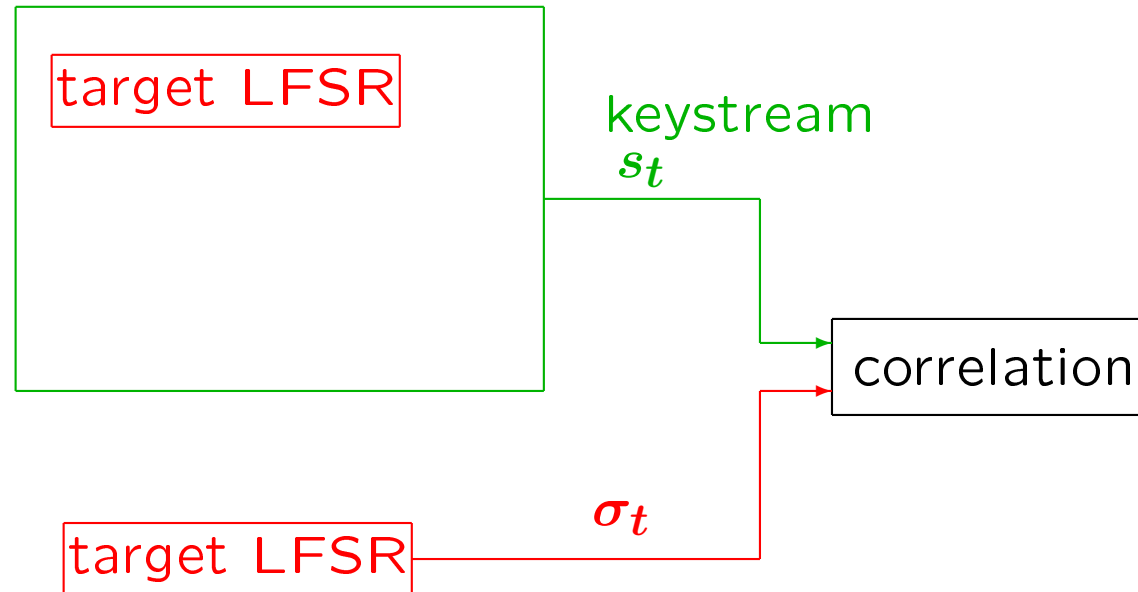 target LFSR
keystream
s_t
correlation
σ_t
target LFSR